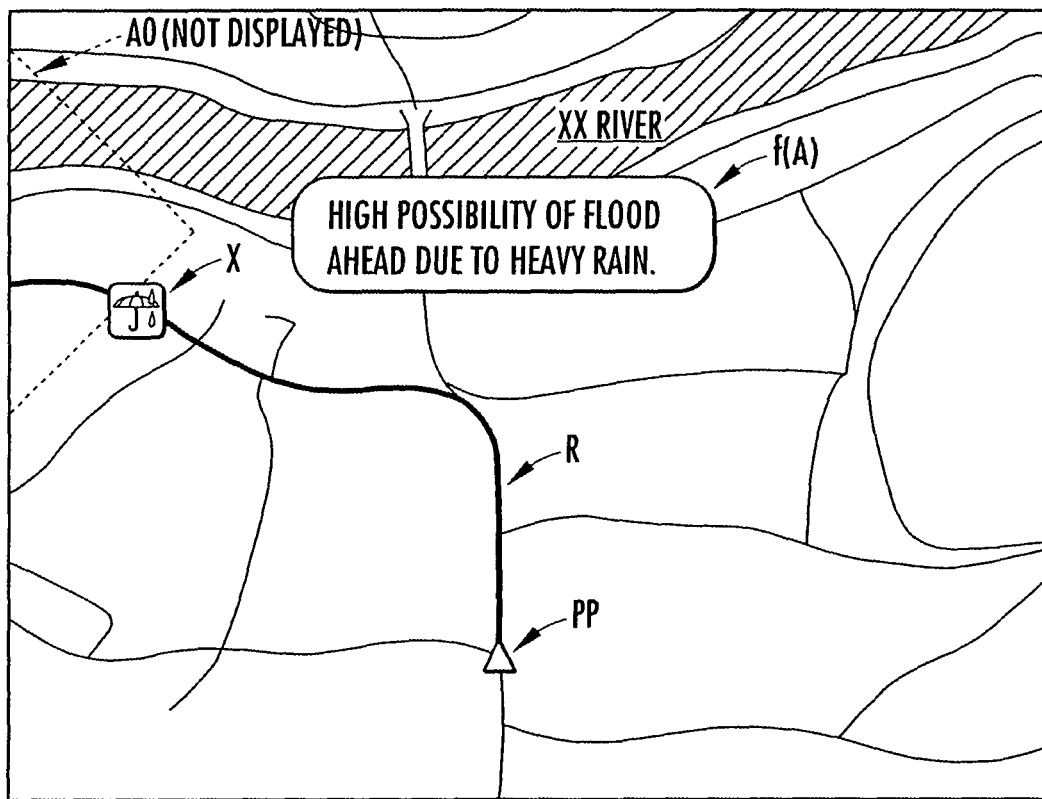 A0 (NOT DISPLAYED)
XX RIVER
f(A)
HIGH POSSIBILITY OF FLOOD
AHEAD DUE TO HEAVY RAIN.
X
R
PP